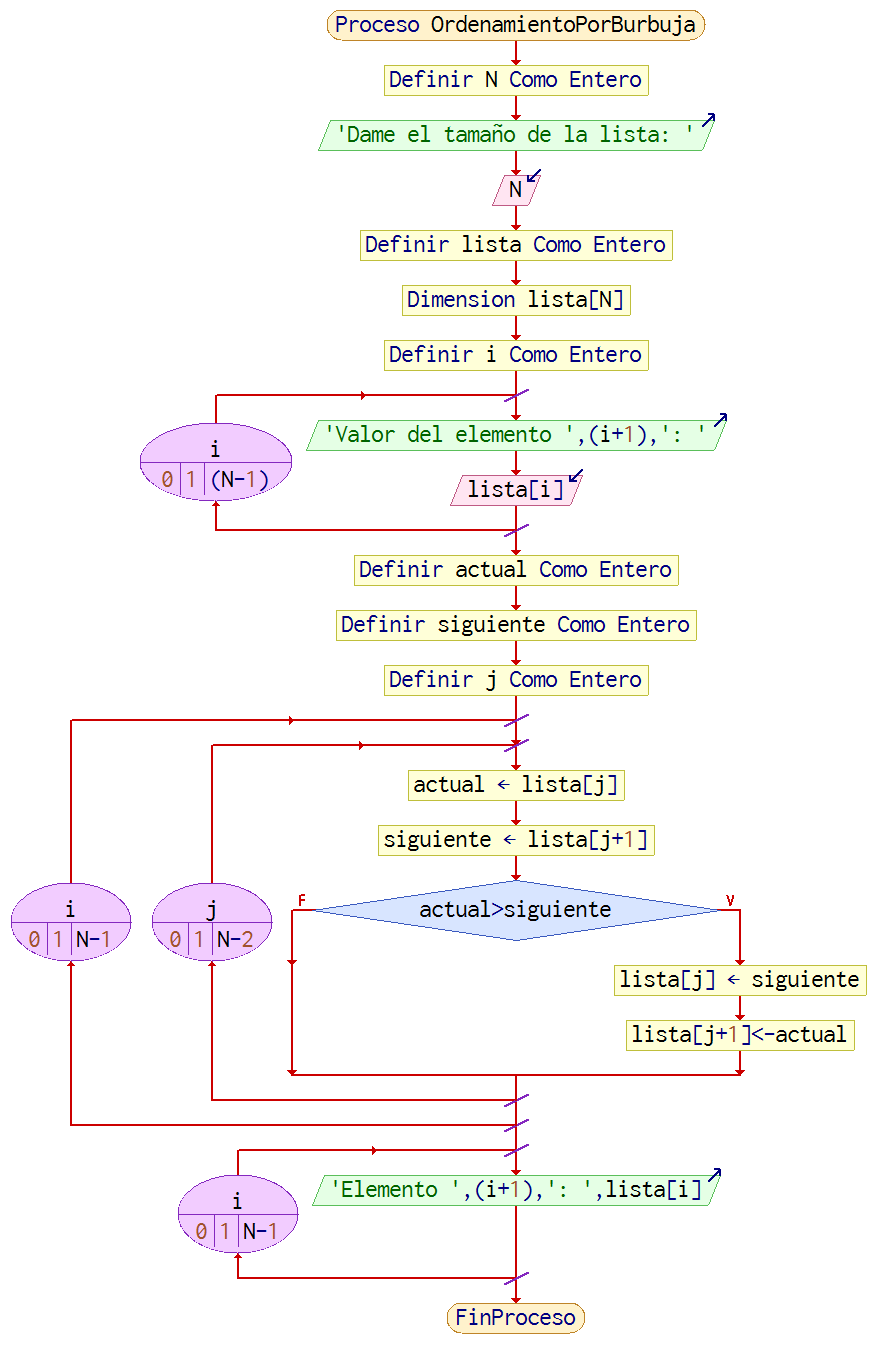 Proceso OrdenamientoPorBurbuja
Definir N Como Entero
'Dame el tamaño de la lista: '
N
Definir lista Como Entero
Dimension lista[N]
Definir i Como Entero
i
0 1 (N-1)
'Valor del elemento ',(i+1),': '
lista[i]
Definir actual Como Entero
Definir siguiente Como Entero
Definir j Como Entero
i
0 1 N-1
j
0 1 N-2
actual ← lista[j]
siguiente ← lista[j+1]
actual>siguiente
F
V
lista[j] ← siguiente
lista[j+1]<-actual
i
0 1 N-1
'Elemento ',(i+1),': ',lista[i]
FinProceso